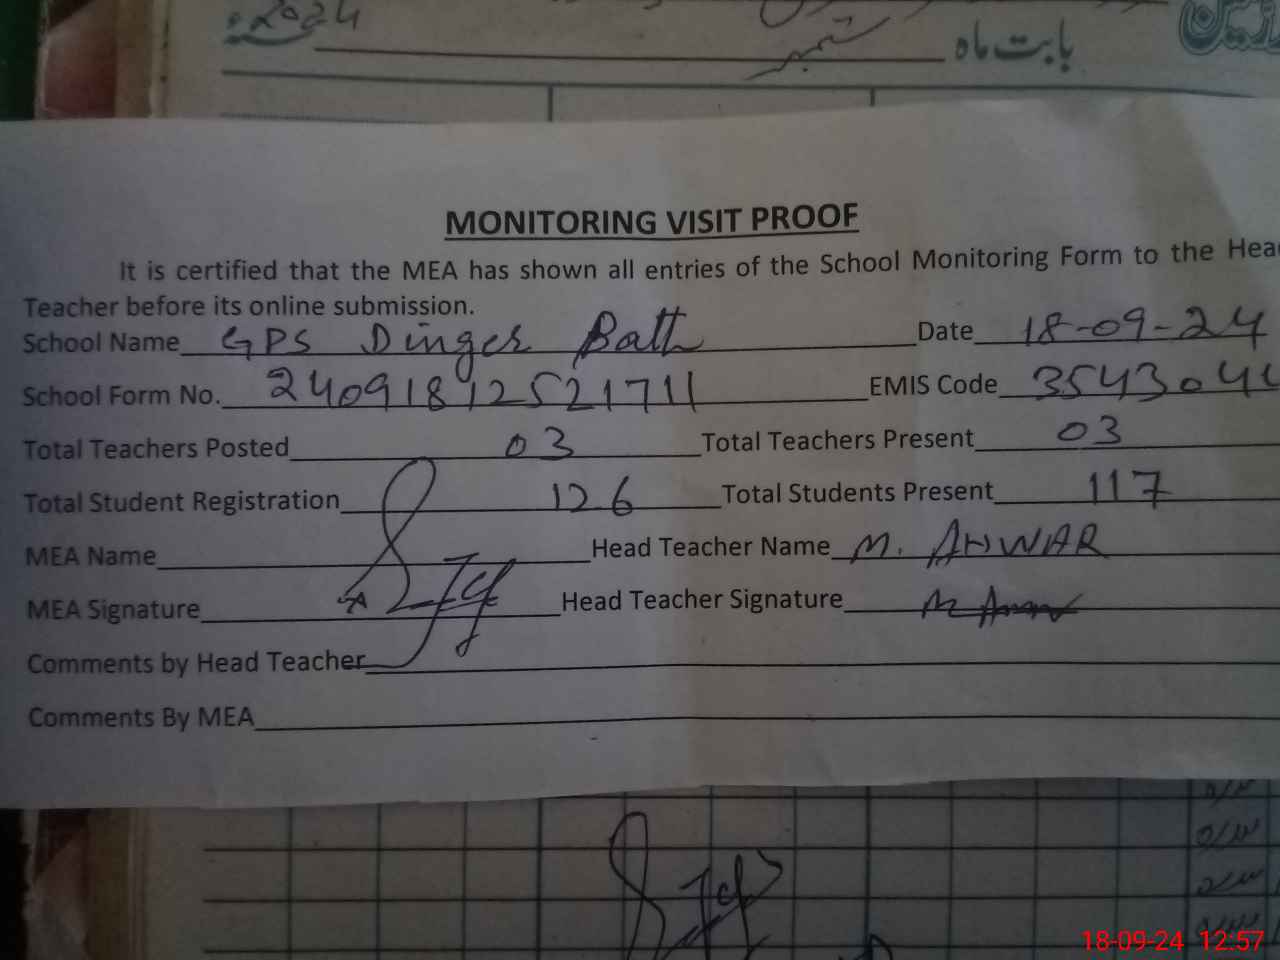 2024
بابت ماہ ستمبر
MONITORING VISIT PROOF
It is certified that the MEA has shown all entries of the School Monitoring Form to the Hea
Teacher before its online submission.
School Name GPS Dinger Bath Date 18-09-24
School Form No. 24091812521711 EMIS Code 3543044
Total Teachers Posted 03 Total Teachers Present 03
Total Student Registration 126 Total Students Present 117
MEA Name Head Teacher Name M. ANWAR
MEA Signature Head Teacher Signature M Anwar
Comments by Head Teacher
Comments By MEA
18-09-24 12:57